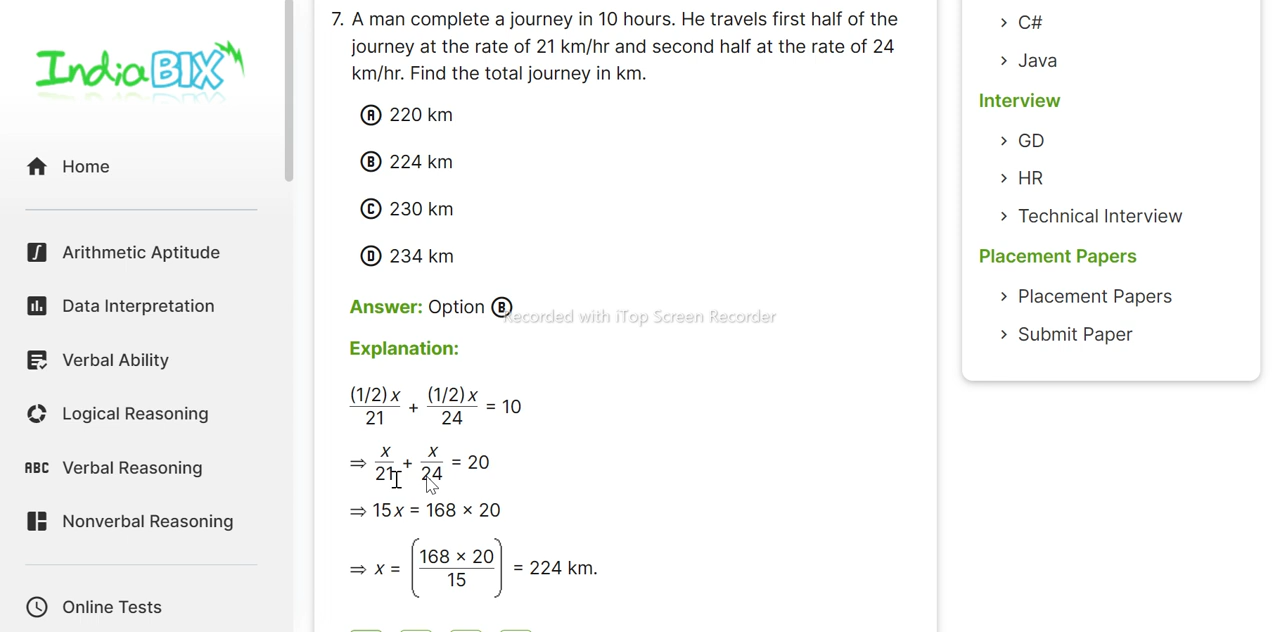 IndiaBIX
Home
Arithmetic Aptitude
Data Interpretation
Verbal Ability
Logical Reasoning
ABC Verbal Reasoning
Nonverbal Reasoning
Online Tests
7. A man complete a journey in 10 hours. He travels first half of the
journey at the rate of 21 km/hr and second half at the rate of 24
km/hr. Find the total journey in km.
A 220 km
B 224 km
C 230 km
D 234 km
Answer: Option B
Recorded with iTop Screen Recorder
Explanation:
(1/2)x/21 + (1/2)x/24 = 10
⇒ x/21 + x/24 = 20
⇒ 15x = 168 × 20
⇒ x = (168 × 20/15) = 224 km.
C#
Java
Interview
GD
HR
Technical Interview
Placement Papers
Placement Papers
Submit Paper